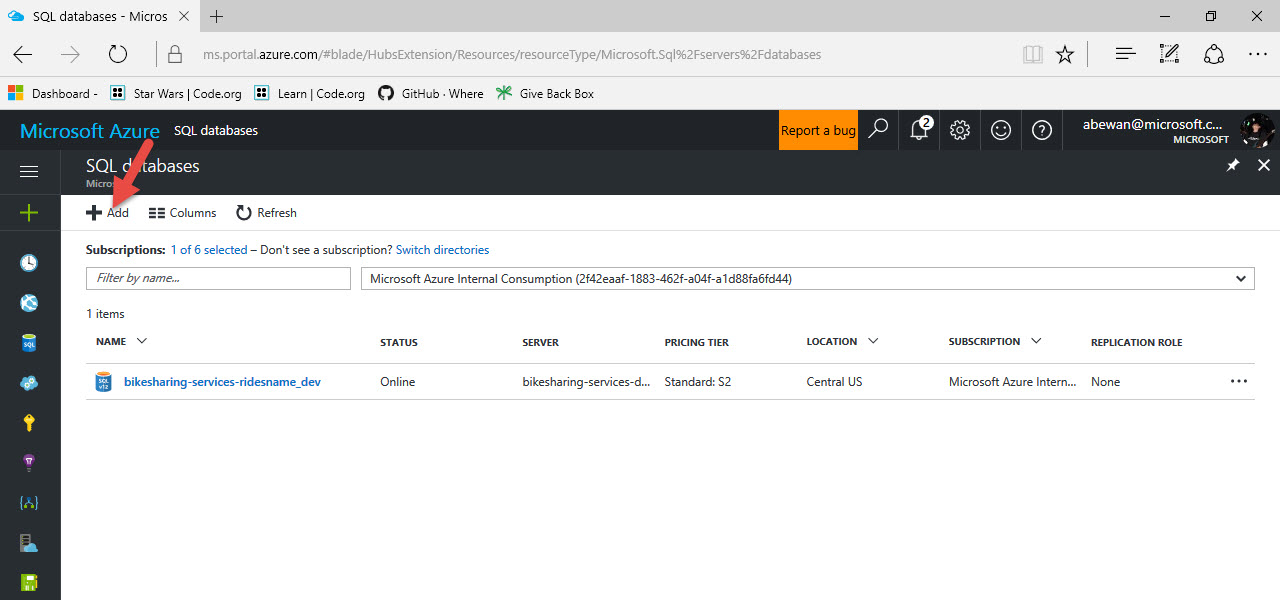 SQL databases - Micros
ms.portal.azure.com/#blade/HubsExtension/Resources/resourceType/Microsoft.Sql%2Fservers%2Fdatabases
Dashboard - Star Wars | Code.org Learn | Code.org GitHub · Where Give Back Box
Microsoft Azure SQL databases Report a bug 2 abewan@microsoft.c...
MICROSOFT
SQL databases
Add Columns Refresh
Subscriptions: 1 of 6 selected – Don't see a subscription? Switch directories
Filter by name... Microsoft Azure Internal Consumption (2f42eaaf-1883-462f-a04f-a1d88fa6fd44)
1 items
NAME STATUS SERVER PRICING TIER LOCATION SUBSCRIPTION REPLICATION ROLE
bikesharing-services-ridesname_dev Online bikesharing-services-d... Standard: S2 Central US Microsoft Azure Intern... None